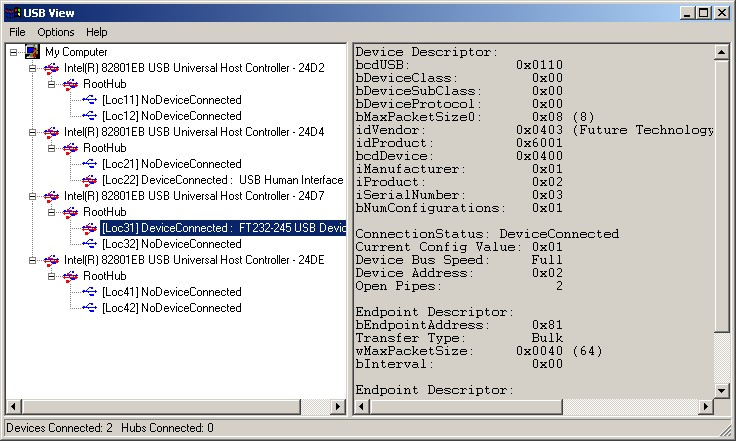 USB View
File Options Help
My Computer
Intel(R) 82801EB USB Universal Host Controller - 24D2
RootHub
[Loc11] NoDeviceConnected
[Loc12] NoDeviceConnected
Intel(R) 82801EB USB Universal Host Controller - 24D4
RootHub
[Loc21] NoDeviceConnected
[Loc22] DeviceConnected : USB Human Interface
Intel(R) 82801EB USB Universal Host Controller - 24D7
RootHub
[Loc31] DeviceConnected : FT232-245 USB Devic
[Loc32] NoDeviceConnected
Intel(R) 82801EB USB Universal Host Controller - 24DE
RootHub
[Loc41] NoDeviceConnected
[Loc42] NoDeviceConnected
Device Descriptor:
bcdUSB: 0x0110
bDeviceClass: 0x00
bDeviceSubClass: 0x00
bDeviceProtocol: 0x00
bMaxPacketSize0: 0x08 (8)
idVendor: 0x0403 (Future Technology
idProduct: 0x6001
bcdDevice: 0x0400
iManufacturer: 0x01
iProduct: 0x02
iSerialNumber: 0x03
bNumConfigurations: 0x01
ConnectionStatus: DeviceConnected
Current Config Value: 0x01
Device Bus Speed: Full
Device Address: 0x02
Open Pipes: 2
Endpoint Descriptor:
bEndpointAddress: 0x81
Transfer Type: Bulk
wMaxPacketSize: 0x0040 (64)
bInterval: 0x00
Endpoint Descriptor:
Devices Connected: 2 Hubs Connected: 0